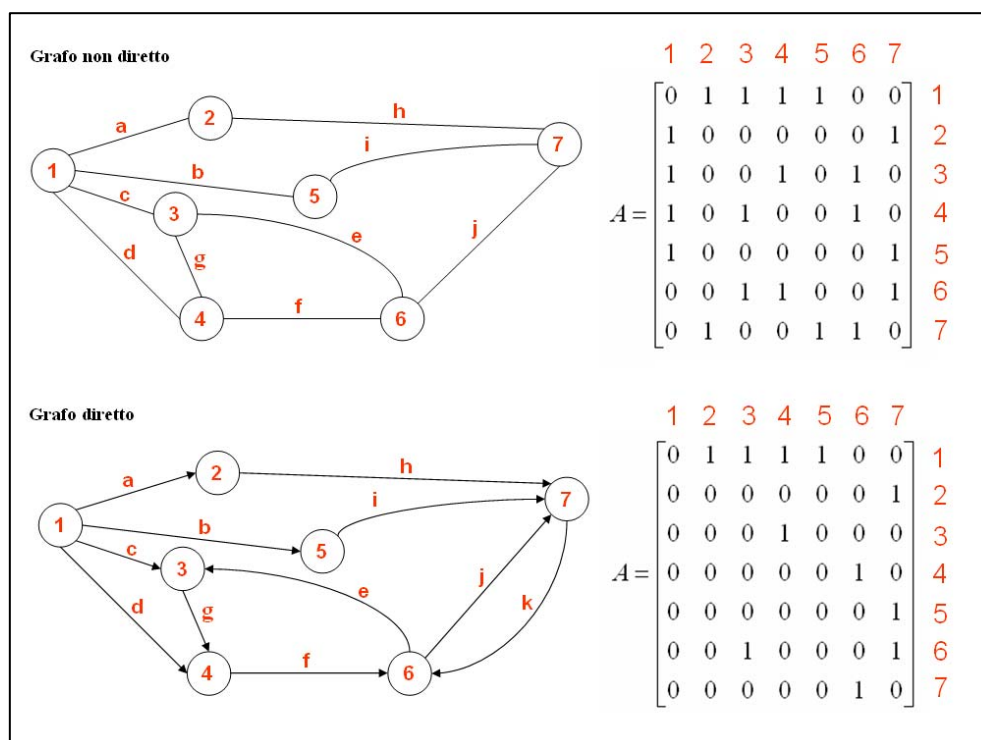 Grafo non diretto
1 2 3 4 5 6 7
a
h
2
i
7
1
b
5
c
3
e
j
d
g
4
f
6
A =
0 1 1 1 1 0 0 1
1 0 0 0 0 0 1 2
1 0 0 1 0 1 0 3
1 0 1 0 0 1 0 4
1 0 0 0 0 0 1 5
0 0 1 1 0 0 1 6
0 1 0 0 1 1 0 7
Grafo diretto
1 2 3 4 5 6 7
a
2
h
i
7
1
b
5
c
3
e
j
k
d
g
4
f
6
A =
0 1 1 1 1 0 0 1
0 0 0 0 0 0 1 2
0 0 0 1 0 0 0 3
0 0 0 0 0 1 0 4
0 0 0 0 0 0 1 5
0 0 1 0 0 0 1 6
0 0 0 0 0 1 0 7